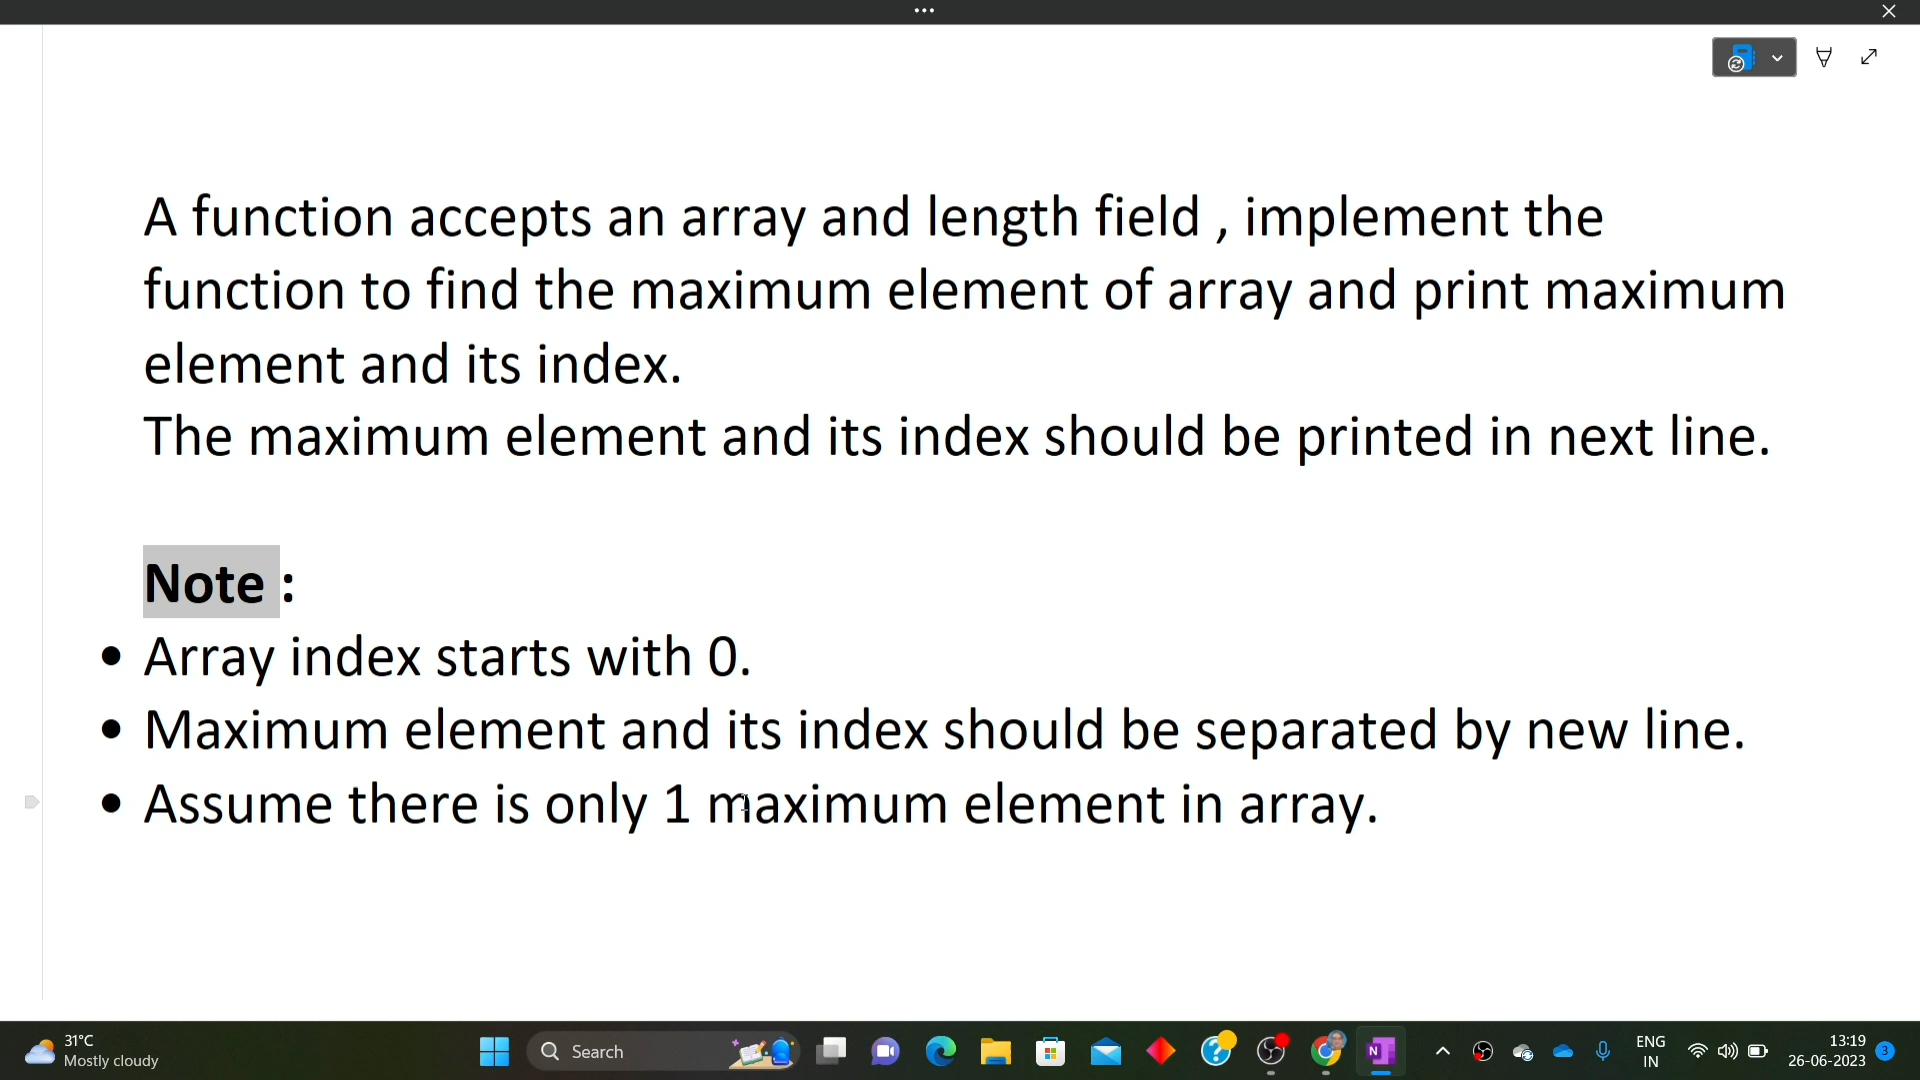 A function accepts an array and length field , implement the
function to find the maximum element of array and print maximum
element and its index.
The maximum element and its index should be printed in next line.
Note :
• Array index starts with 0.
• Maximum element and its index should be separated by new line.
• Assume there is only 1 maximum element in array.
31°C
Mostly cloudy
Search
ENG
IN
13:19
26-06-2023
3